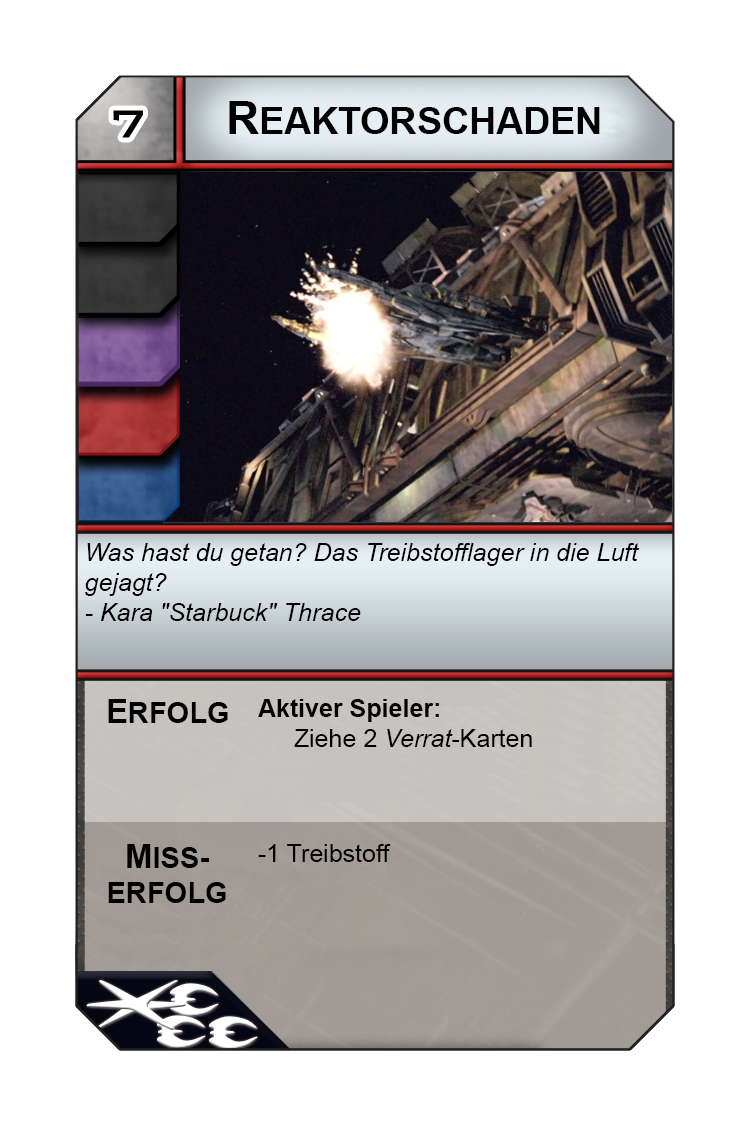 7
REAKTORSCHADEN
Was hast du getan? Das Treibstofflager in die Luft
gejagt?
- Kara "Starbuck" Thrace
ERFOLG
Aktiver Spieler:
Ziehe 2 Verrat-Karten
MISS-
ERFOLG
-1 Treibstoff